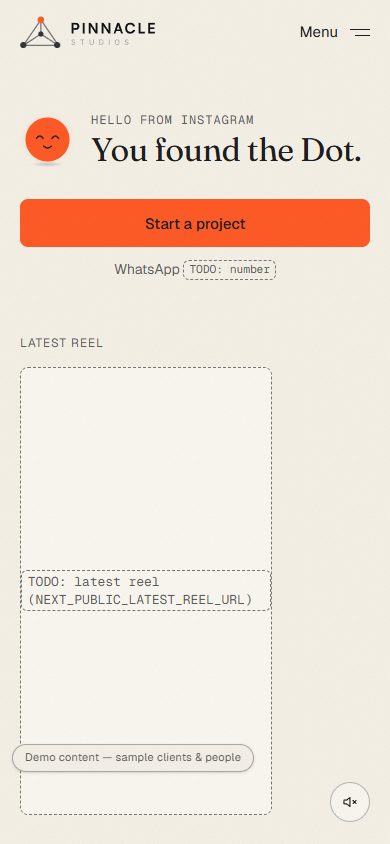 PINNACLE
STUDIOS
Menu
HELLO FROM INSTAGRAM
You found the Dot.
Start a project
WhatsApp TODO: number
LATEST REEL
TODO: latest reel
(NEXT_PUBLIC_LATEST_REEL_URL)
Demo content — sample clients & people